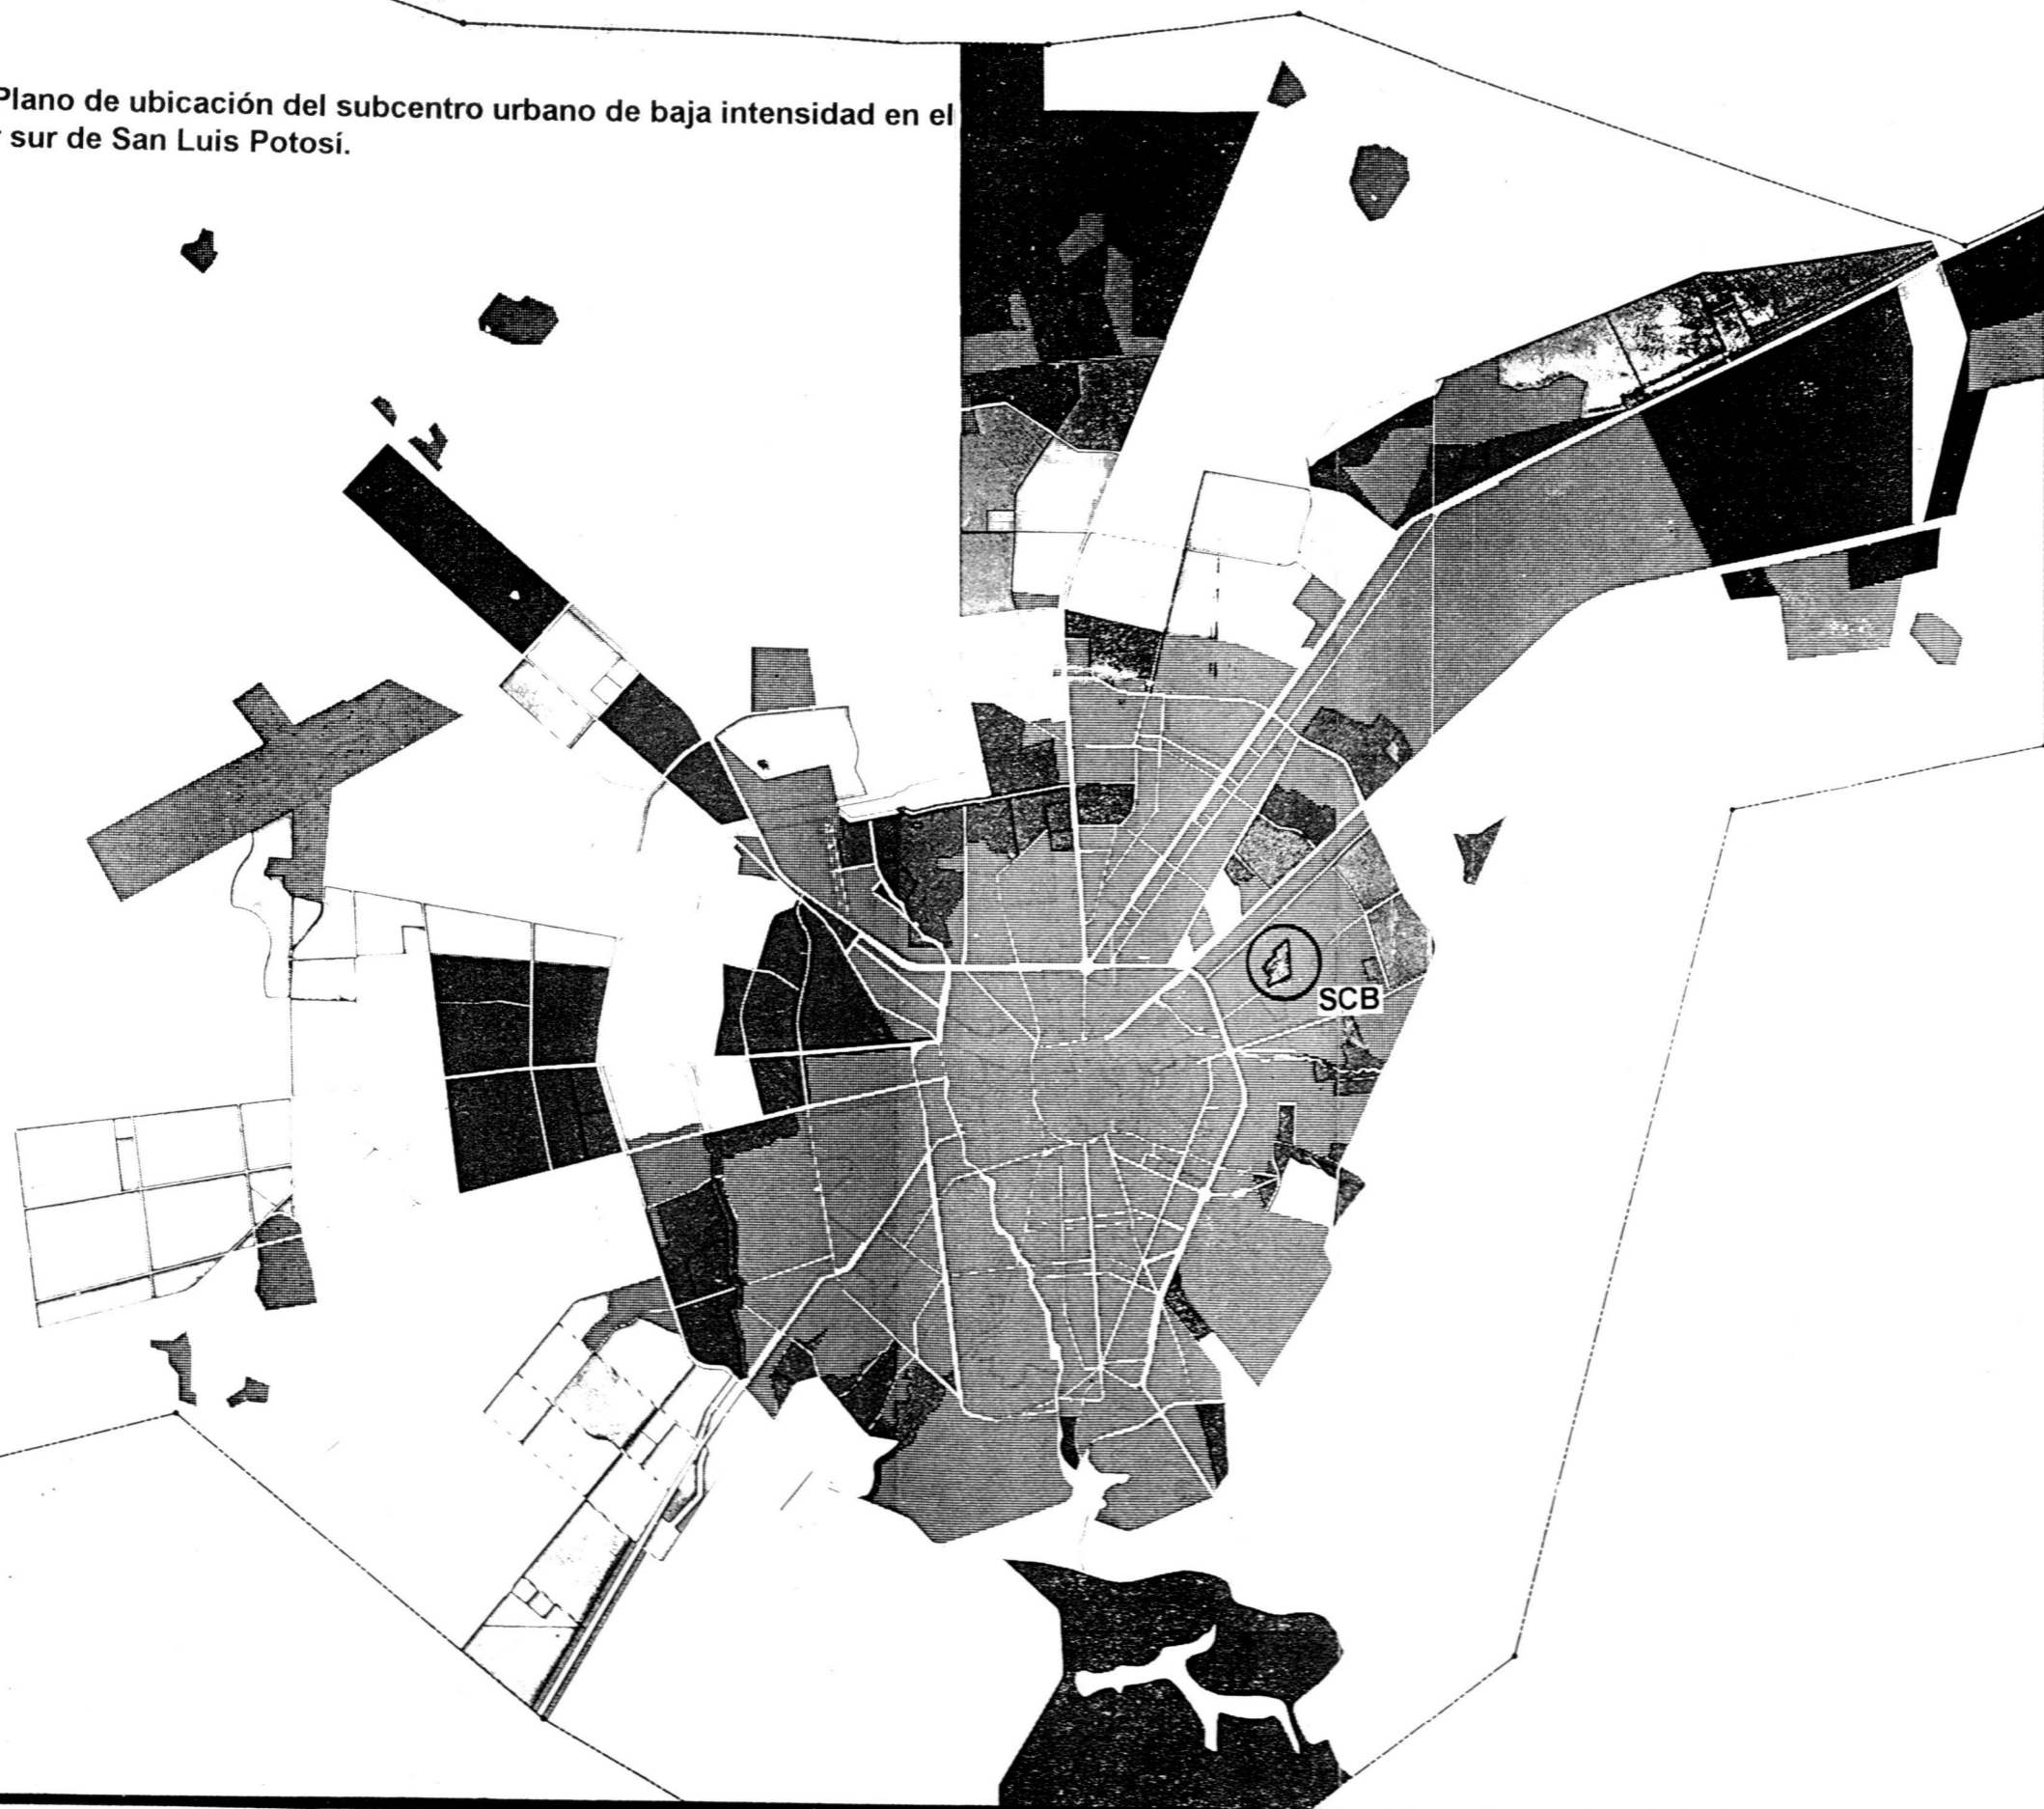 Plano de ubicación del subcentro urbano de baja intensidad en el
sur de San Luis Potosí.
SCB